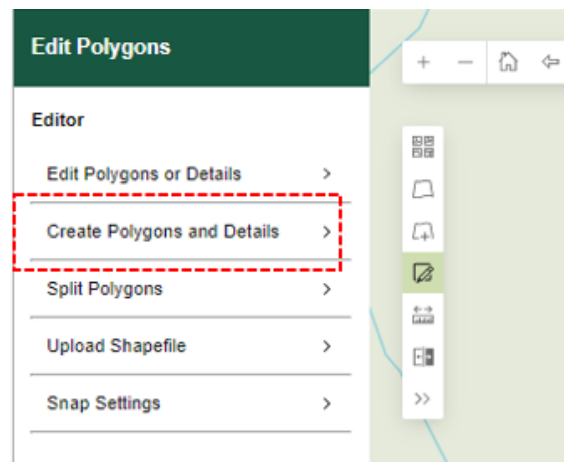 Edit Polygons
Editor
Edit Polygons or Details
Create Polygons and Details
Split Polygons
Upload Shapefile
Snap Settings